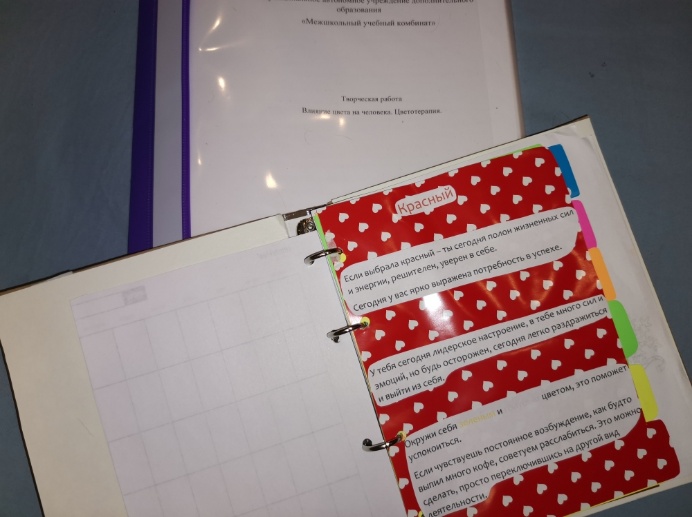 автономное учреждение дополнительного
образования
«Межшкольный учебный комбинат»
Творческая работа
Влияние цвета на человека. Цветотерапия.
Красный
Если выбрала красный – ты сегодня полон жизненных сил
и энергии, решителен, уверен в себе.
Сегодня у вас ярко выражена потребность в успехе.
У тебя сегодня лидерское настроение, в тебе много сил и
эмоций, но будь осторожен, сегодня легко раздражиться
и выйти из себя.
Окружи себя и цветом, это поможет
успокоиться.
Если чувствуешь постоянное возбуждение, как будто
выпил много кофе, советуем расслабиться. Это можно
сделать, просто переключившись на другой вид
деятельности.